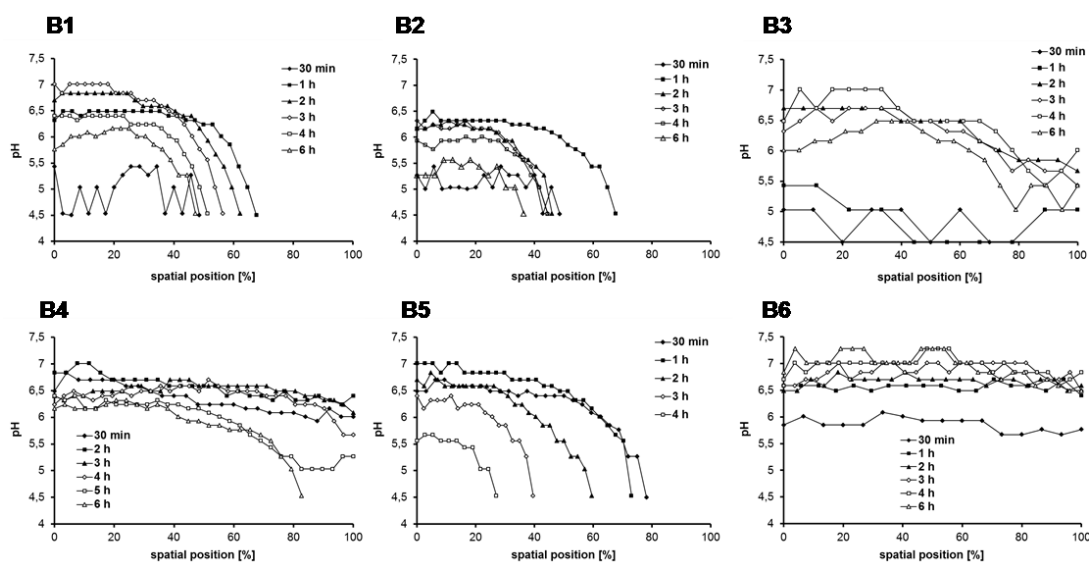 B1
7,5
7
6,5
6
5,5
5
4,5
4
pH
0 20 40 60 80 100
spatial position [%]
30 min
1 h
2 h
3 h
4 h
6 h
B2
7,5
7
6,5
6
5,5
5
4,5
4
pH
0 20 40 60 80 100
spatial position [%]
30 min
1 h
2 h
3 h
4 h
6 h
B3
7,5
7
6,5
6
5,5
5
4,5
pH
0 20 40 60 80 100
spatial position [%]
30 min
1 h
2 h
3 h
4 h
6 h
B4
7,5
7
6,5
6
5,5
5
4,5
4
pH
0 20 40 60 80 100
spatial position [%]
30 min
2 h
3 h
4 h
5 h
6 h
B5
7,5
7
6,5
6
5,5
5
4,5
4
pH
0 20 40 60 80 100
spatial position [%]
30 min
1 h
2 h
3 h
4 h
B6
7,5
7
6,5
6
5,5
5
4,5
4
pH
0 20 40 60 80 100
spatial position [%]
30 min
1 h
2 h
3 h
4 h
6 h